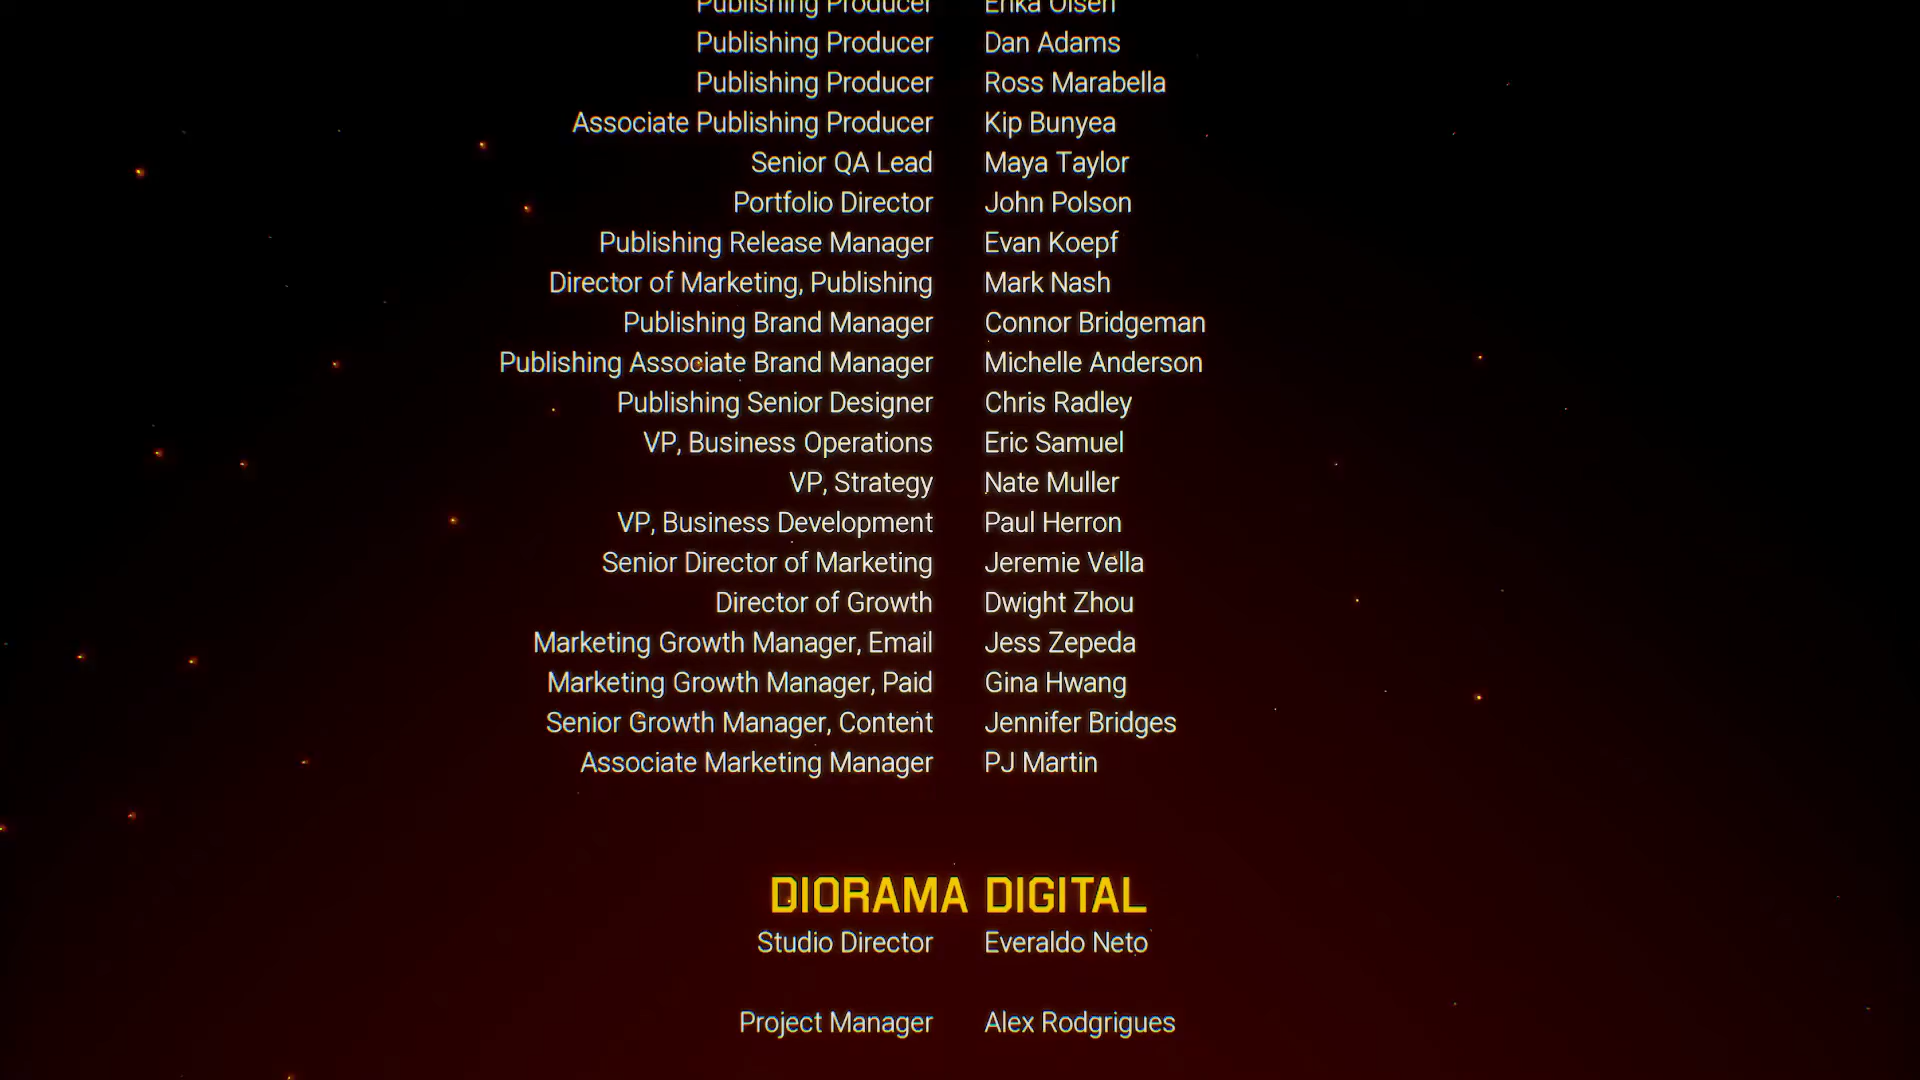 Publishing Producer Erika Olsen
Publishing Producer Dan Adams
Publishing Producer Ross Marabella
Associate Publishing Producer Kip Bunyea
Senior QA Lead Maya Taylor
Portfolio Director John Polson
Publishing Release Manager Evan Koepf
Director of Marketing, Publishing Mark Nash
Publishing Brand Manager Connor Bridgeman
Publishing Associate Brand Manager Michelle Anderson
Publishing Senior Designer Chris Radley
VP, Business Operations Eric Samuel
VP, Strategy Nate Muller
VP, Business Development Paul Herron
Senior Director of Marketing Jeremie Vella
Director of Growth Dwight Zhou
Marketing Growth Manager, Email Jess Zepeda
Marketing Growth Manager, Paid Gina Hwang
Senior Growth Manager, Content Jennifer Bridges
Associate Marketing Manager PJ Martin
DIORAMA DIGITAL
Studio Director Everaldo Neto
Project Manager Alex Rodgrigues